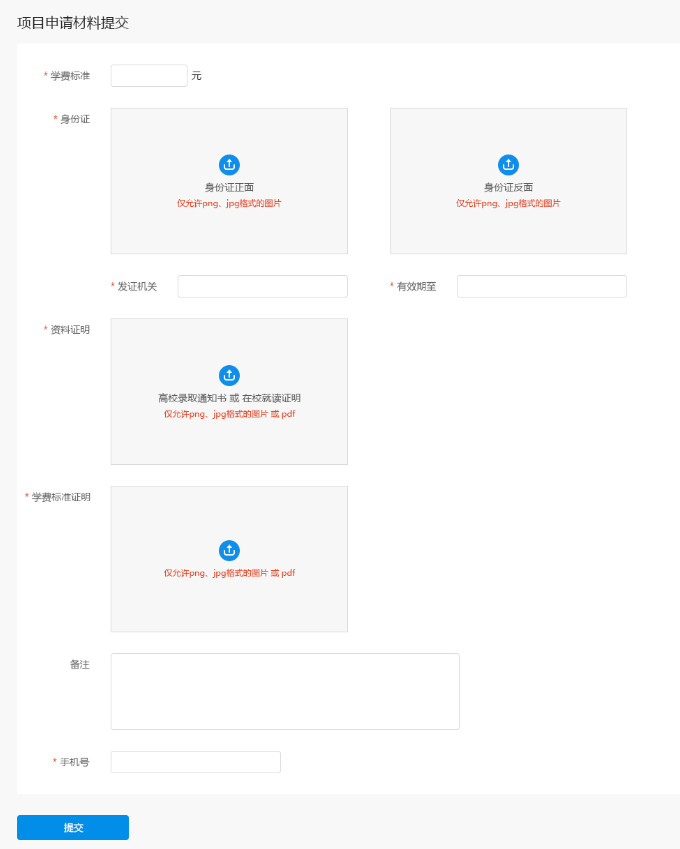 项目申请材料提交
* 学费标准 元
* 身份证
身份证正面
仅允许png、jpg格式的图片
身份证反面
仅允许png、jpg格式的图片
* 发证机关
* 有效期至
* 资料证明
高校录取通知书 或 在校就读证明
仅允许png、jpg格式的图片 或 pdf
* 学费标准证明
仅允许png、jpg格式的图片 或 pdf
备注
* 手机号
提交